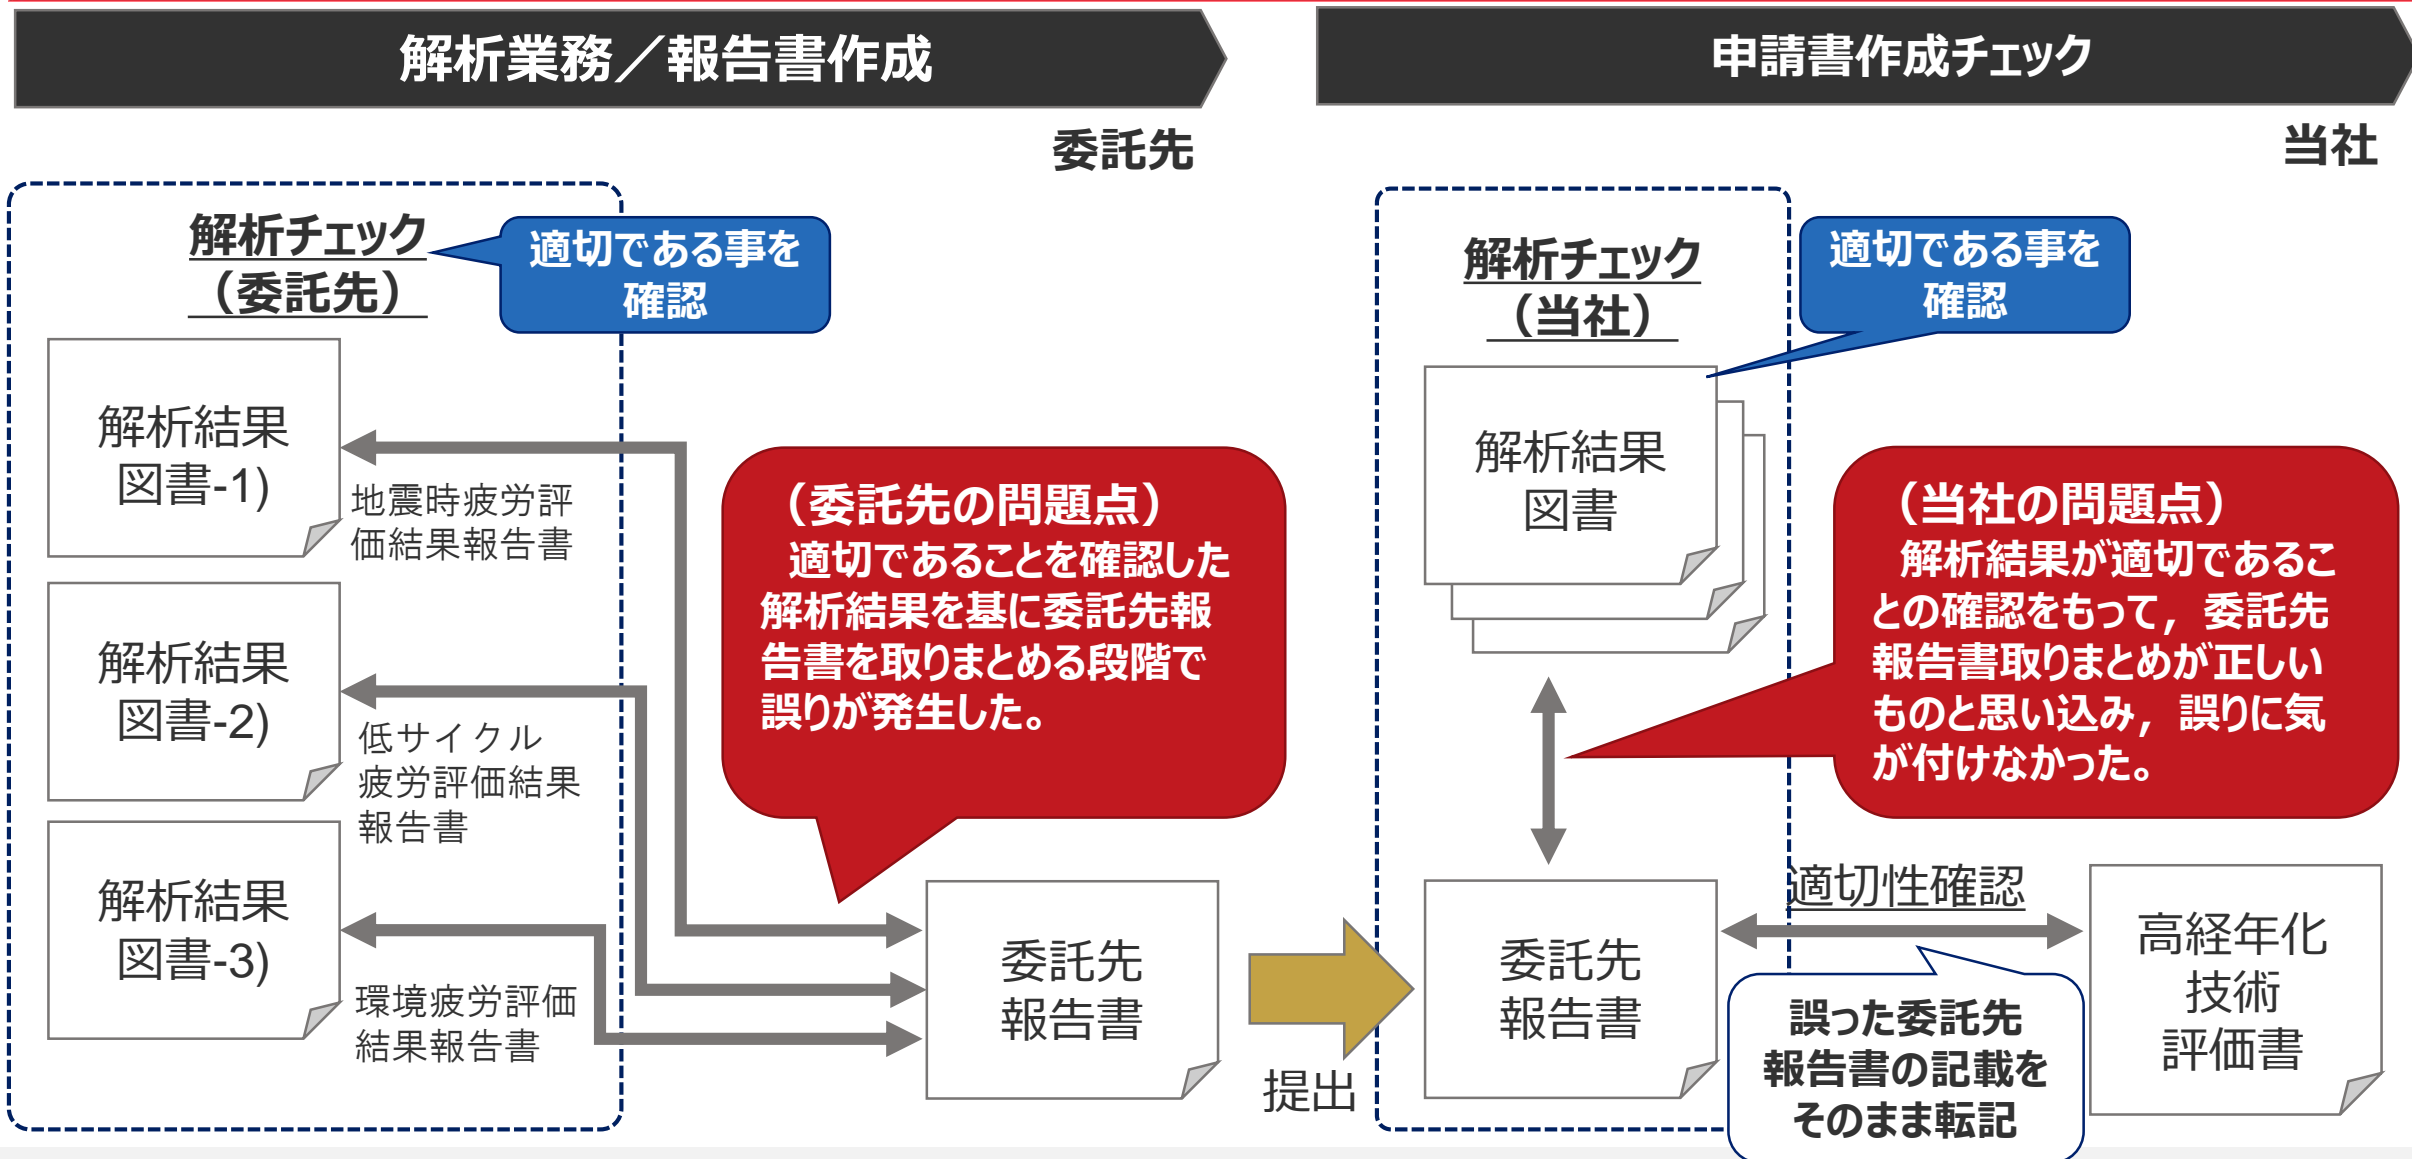 解析業務／報告書作成
申請書作成チェック
委託先
当社
解析チェック
（委託先）
適切である事を
確認
解析結果
図書-1)
地震時疲労評
価結果報告書
解析結果
図書-2)
低サイクル
疲労評価結果
報告書
解析結果
図書-3)
環境疲労評価
結果報告書
（委託先の問題点）
適切であることを確認した
解析結果を基に委託先報
告書を取りまとめる段階で
誤りが発生した。
委託先
報告書
提出
解析チェック
（当社）
適切である事を
確認
解析結果
図書
（当社の問題点）
解析結果が適切であるこ
との確認をもって，委託先
報告書取りまとめが正しい
ものと思い込み，誤りに気
が付けなかった。
委託先
報告書
適切性確認
誤った委託先
報告書の記載を
そのまま転記
高経年化
技術
評価書